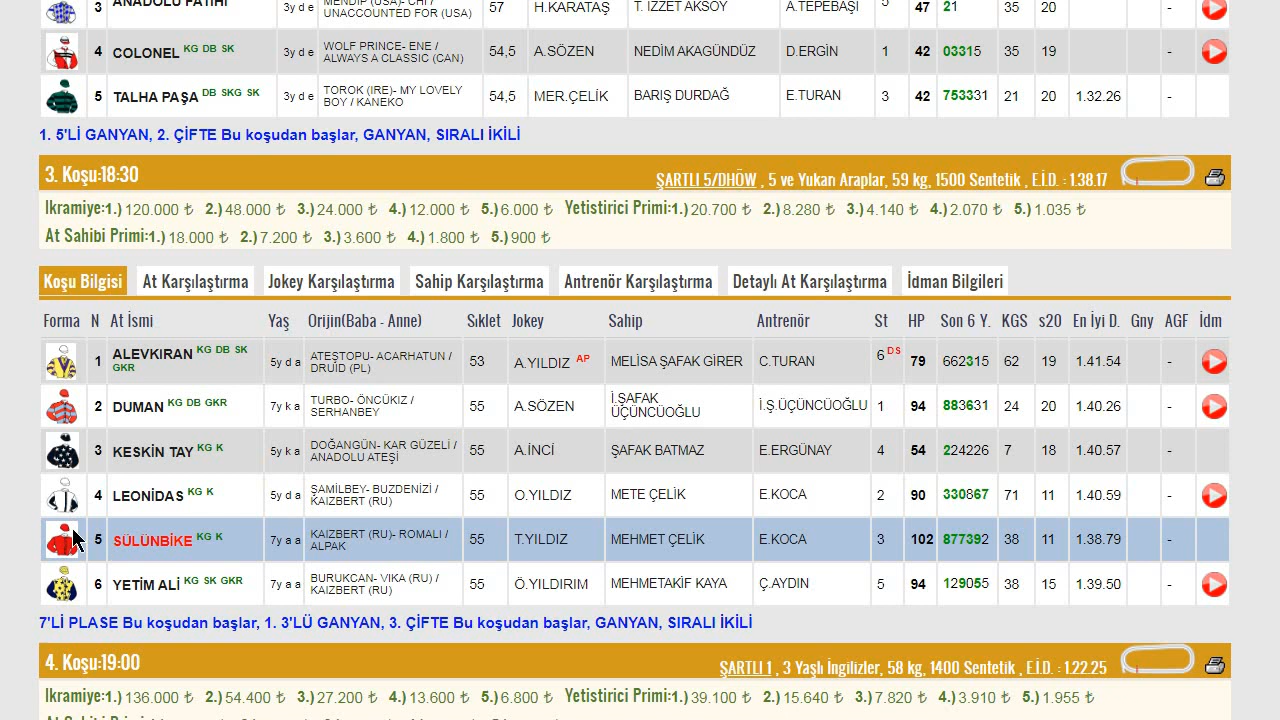 3 ANADOLU FATİHİ 3y d e MENDIP (USA)- CHI / UNACCOUNTED FOR (USA) 57 H.KARATAŞ T. İZZET AKSOY A.TEPEBAŞI 5 47 21 35 20 -
4 COLONEL KG DB SK 3y d e WOLF PRINCE- ENE / ALWAYS A CLASSIC (CAN) 54,5 A.SÖZEN NEDİM AKAGÜNDÜZ D.ERGİN 1 42 03315 35 19 -
5 TALHA PAŞA DB SKG SK 3y d e TOROK (IRE)- MY LOVELY BOY / KANEKO 54,5 MER.ÇELİK BARIŞ DURDAĞ E.TURAN 3 42 753331 21 20 1.32.26 -
1. 5'Lİ GANYAN, 2. ÇİFTE Bu koşudan başlar, GANYAN, SIRALI İKİLİ
3. Koşu:18:30 ŞARTLI 5/DHÖW , 5 ve Yukarı Araplar, 59 kg, 1500 Sentetik , E.İ.D. : 1.38.17
İkramiye:1.) 120.000 ₺ 2.) 48.000 ₺ 3.) 24.000 ₺ 4.) 12.000 ₺ 5.) 6.000 ₺ Yetistirici Primi:1.) 20.700 ₺ 2.) 8.280 ₺ 3.) 4.140 ₺ 4.) 2.070 ₺ 5.) 1.035 ₺
At Sahibi Primi:1.) 18.000 ₺ 2.) 7.200 ₺ 3.) 3.600 ₺ 4.) 1.800 ₺ 5.) 900 ₺
Koşu Bilgisi At Karşılaştırma Jokey Karşılaştırma Sahip Karşılaştırma Antrenör Karşılaştırma Detaylı At Karşılaştırma İdman Bilgileri
Forma N At İsmi Yaş Orijin(Baba - Anne) Sıklet Jokey Sahip Antrenör St HP Son 6 Y. KGS s20 En İyi D. Gny AGF İdm
1 ALEVKIRAN KG DB SK GKR 5y d a ATEŞTOPU- ACARHATUN / DRUİD (PL) 53 A.YILDIZ AP MELİSA ŞAFAK GİRER C.TURAN 6 DS 79 662315 62 19 1.41.54 -
2 DUMAN KG DB GKR 7y k a TURBO- ÖNCÜKIZ / SERHANBEY 55 A.SÖZEN İ.ŞAFAK ÜÇÜNCÜOĞLU İ.Ş.ÜÇÜNCÜOĞLU 1 94 883631 24 20 1.40.26 -
3 KESKİN TAY KG K 5y k a DOĞANGÜN- KAR GÜZELİ / ANADOLU ATEŞİ 55 A.İNCİ ŞAFAK BATMAZ E.ERGÜNAY 4 54 224226 7 18 1.40.57 -
4 LEONİDAS KG K 5y d a ŞAMİLBEY- BUZDENİZİ / KAIZBERT (RU) 55 O.YILDIZ METE ÇELİK E.KOCA 2 90 330867 71 11 1.40.59 -
5 SÜLÜNBİKE KG K 7y a a KAIZBERT (RU)- ROMALI / ALPAK 55 T.YILDIZ MEHMET ÇELİK E.KOCA 3 102 877392 38 11 1.38.79 -
6 YETİM ALİ KG SK GKR 7y a a BURUKCAN- VIKA (RU) / KAIZBERT (RU) 55 Ö.YILDIRIM MEHMETAKİF KAYA Ç.AYDIN 5 94 129055 38 15 1.39.50 -
7'Lİ PLASE Bu koşudan başlar, 1. 3'LÜ GANYAN, 3. ÇİFTE Bu koşudan başlar, GANYAN, SIRALI İKİLİ
4. Koşu:19:00 ŞARTLI 1 , 3 Yaşlı İngilizler, 58 kg, 1400 Sentetik , E.İ.D. : 1.22.25
İkramiye:1.) 136.000 ₺ 2.) 54.400 ₺ 3.) 27.200 ₺ 4.) 13.600 ₺ 5.) 6.800 ₺ Yetistirici Primi:1.) 39.100 ₺ 2.) 15.640 ₺ 3.) 7.820 ₺ 4.) 3.910 ₺ 5.) 1.955 ₺